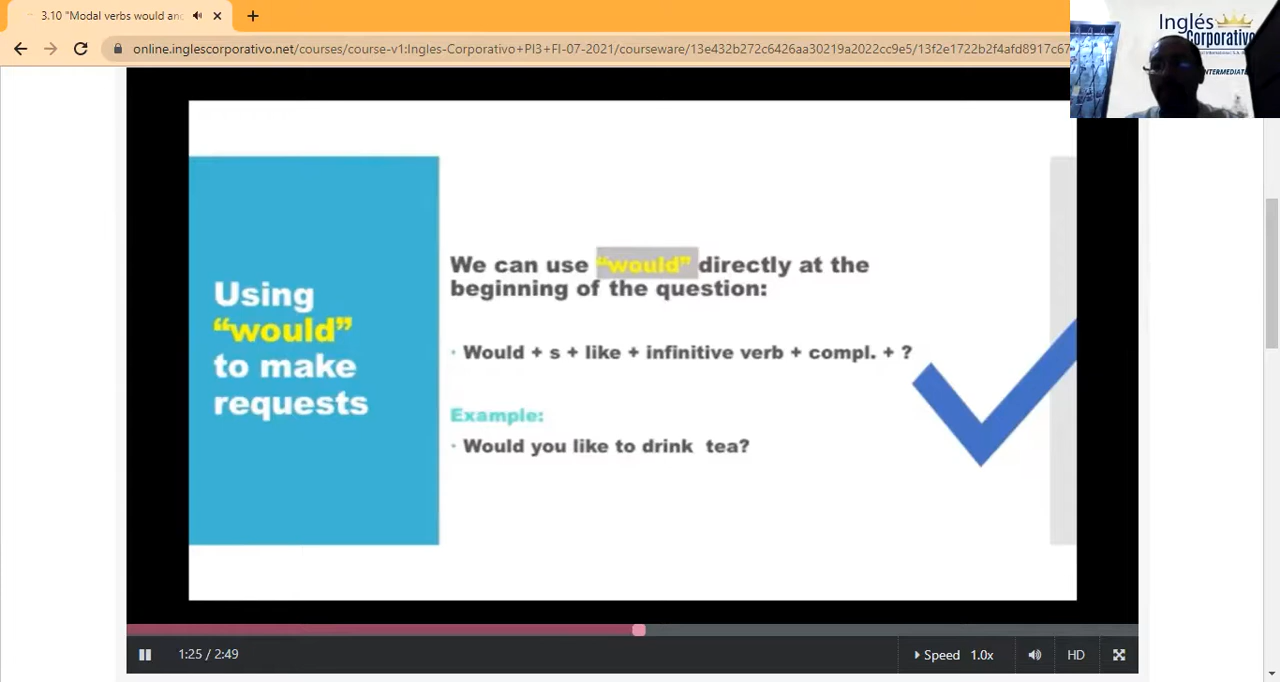 3.10 "Modal verbs would and
online.inglescorporativo.net/courses/course-v1:Ingles-Corporativo+PI3+FI-07-2021/courseware/13e432b272c6426aa30219a2022cc9e5/13f2e1722b2f4afd8917c67
Inglés
Corporativo
INTERMEDIATE
Using
"would"
to make
requests
We can use "would" directly at the
beginning of the question:
· Would + s + like + infinitive verb + compl. + ?
Example:
· Would you like to drink tea?
1:25 / 2:49
Speed 1.0x
HD